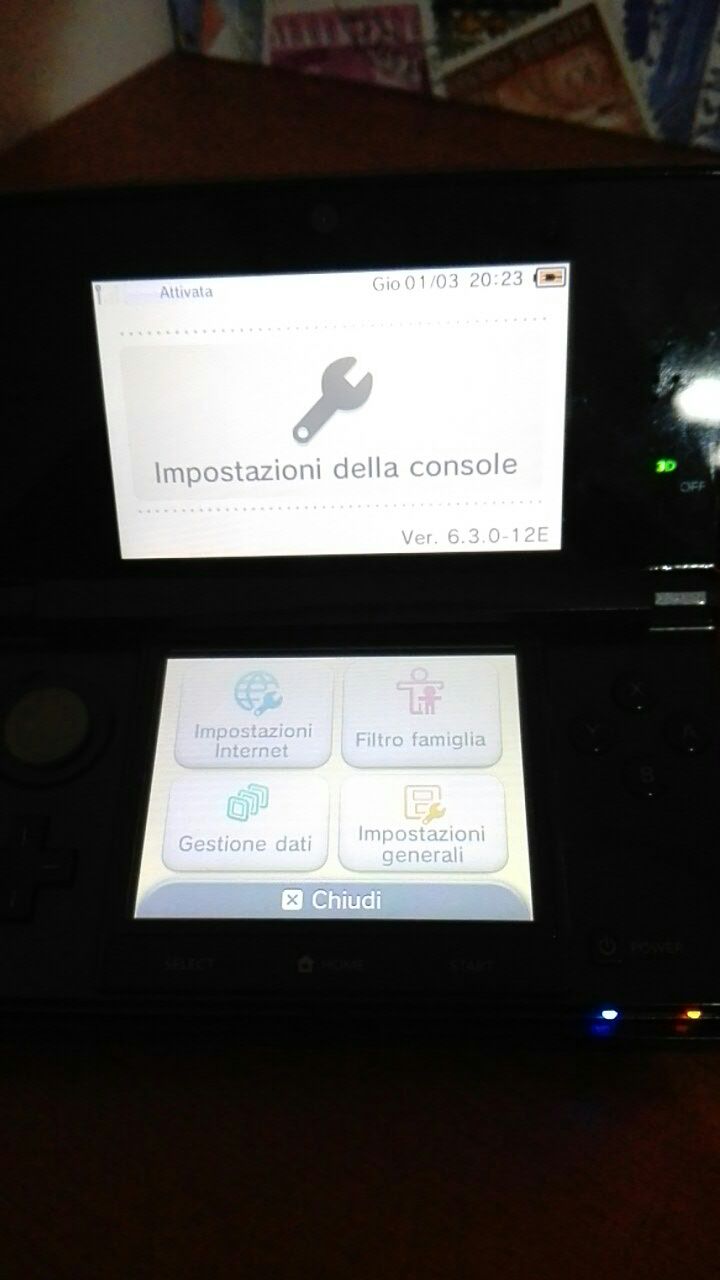 Attivata
Gio 01/03 20:23
Impostazioni della console
Ver. 6.3.0-12E
3D
OFF
Impostazioni
Internet
Filtro famiglia
Gestione dati
Impostazioni
generali
Chiudi
X
Y
A
B
SELECT
HOME
START
POWER